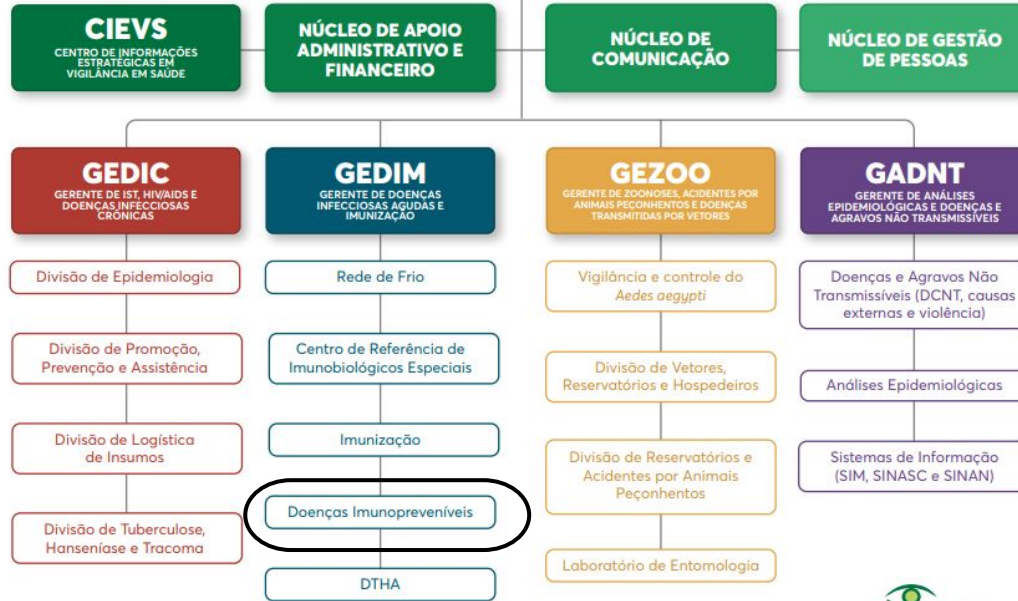 CIEVS
CENTRO DE INFORMAÇÕES
ESTRATÉGICAS EM
VIGILÂNCIA EM SAÚDE
NÚCLEO DE APOIO
ADMINISTRATIVO E
FINANCEIRO
NÚCLEO DE
COMUNICAÇÃO
NÚCLEO DE GESTÃO
DE PESSOAS
GEDIC
GERENTE DE IST, HIV/AIDS E
DOENÇAS INFECCIOSAS
CRÔNICAS
Divisão de Epidemiologia
Divisão de Promoção,
Prevenção e Assistência
Divisão de Logística
de Insumos
Divisão de Tuberculose,
Hanseníase e Tracoma
GEDIM
GERENTE DE DOENÇAS
INFECCIOSAS AGUDAS E
IMUNIZAÇÃO
Rede de Frio
Centro de Referência de
Imunobiológicos Especiais
Imunização
Doenças Imunopreveníveis
DTHA
GEZOO
GERENTE DE ZOONOSES, ACIDENTES POR
ANIMAIS PEÇONHENTOS E DOENÇAS
TRANSMITIDAS POR VETORES
Vigilância e controle do
Aedes aegypti
Divisão de Vetores,
Reservatórios e Hospedeiros
Divisão de Reservatórios e
Acidentes por Animais
Peçonhentos
Laboratório de Entomologia
GADNT
GERENTE DE ANÁLISES
EPIDEMIOLÓGICAS E DOENÇAS E
AGRAVOS NÃO TRANSMISSÍVEIS
Doenças e Agravos Não
Transmissíveis (DCNT, causas
externas e violência)
Análises Epidemiológicas
Sistemas de Informação
(SIM, SINASC e SINAN)